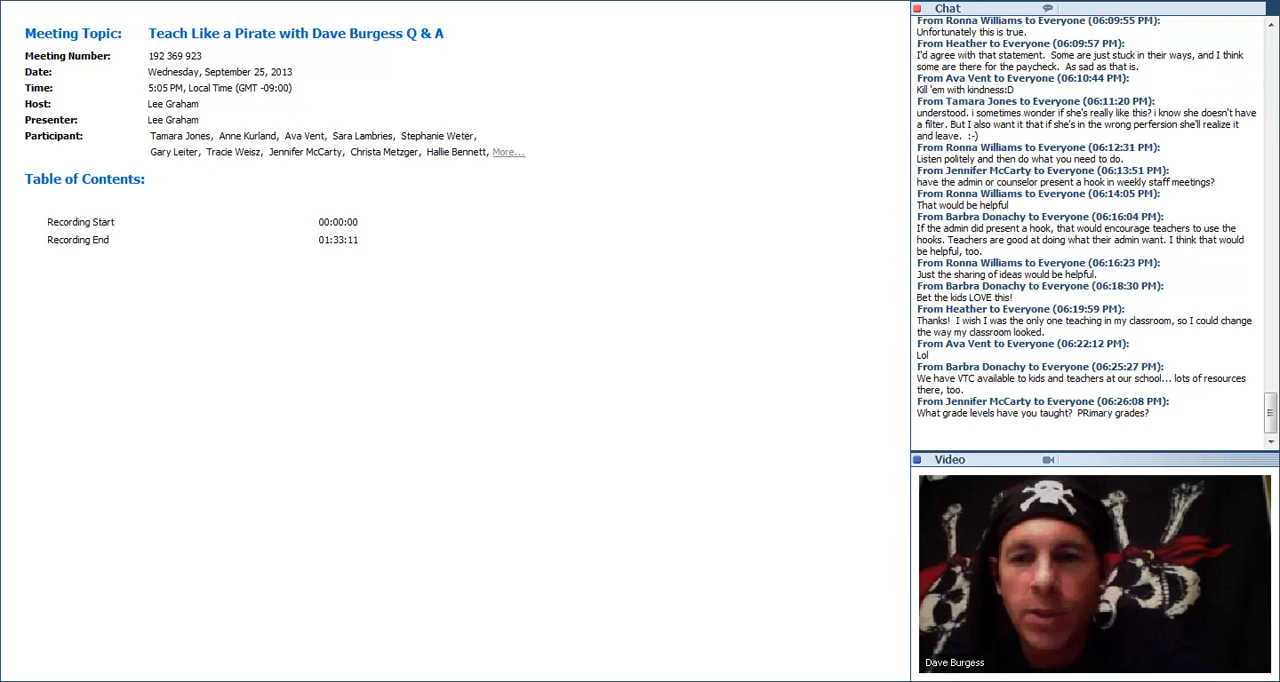 Meeting Topic: Teach Like a Pirate with Dave Burgess Q & A
Meeting Number: 192 369 923
Date: Wednesday, September 25, 2013
Time: 5:05 PM, Local Time (GMT -09:00)
Host: Lee Graham
Presenter: Lee Graham
Participant: Tamara Jones, Anne Kurland, Ava Vent, Sara Lambries, Stephanie Weter,
Gary Leiter, Tracie Weisz, Jennifer McCarty, Christa Metzger, Hallie Bennett, More...
Table of Contents:
Recording Start 00:00:00
Recording End 01:33:11
Chat
From Ronna Williams to Everyone (06:09:55 PM):
Unfortunately this is true.
From Heather to Everyone (06:09:57 PM):
I'd agree with that statement. Some are just stuck in their ways, and I think
some are there for the paycheck. As sad as that is.
From Ava Vent to Everyone (06:10:44 PM):
Kill 'em with kindness:D
From Tamara Jones to Everyone (06:11:20 PM):
understood. i sometimes wonder if she's really like this? i know she doesn't have
a filter. But I also want it that if she's in the wrong perfersion she'll realize it
and leave. :-)
From Ronna Williams to Everyone (06:12:31 PM):
Listen politely and then do what you need to do.
From Jennifer McCarty to Everyone (06:13:51 PM):
have the admin or counselor present a hook in weekly staff meetings?
From Ronna Williams to Everyone (06:14:05 PM):
That would be helpful
From Barbra Donachy to Everyone (06:16:04 PM):
If the admin did present a hook, that would encourage teachers to use the
hooks. Teachers are good at doing what their admin want. I think that would
be helpful, too.
From Ronna Williams to Everyone (06:16:23 PM):
Just the sharing of ideas would be helpful.
From Barbra Donachy to Everyone (06:18:30 PM):
Bet the kids LOVE this!
From Heather to Everyone (06:19:59 PM):
Thanks! I wish I was the only one teaching in my classroom, so I could change
the way my classroom looked.
From Ava Vent to Everyone (06:22:12 PM):
Lol
From Barbra Donachy to Everyone (06:25:27 PM):
We have VTC available to kids and teachers at our school... lots of resources
there, too.
From Jennifer McCarty to Everyone (06:26:08 PM):
What grade levels have you taught? PRimary grades?
Video
Dave Burgess